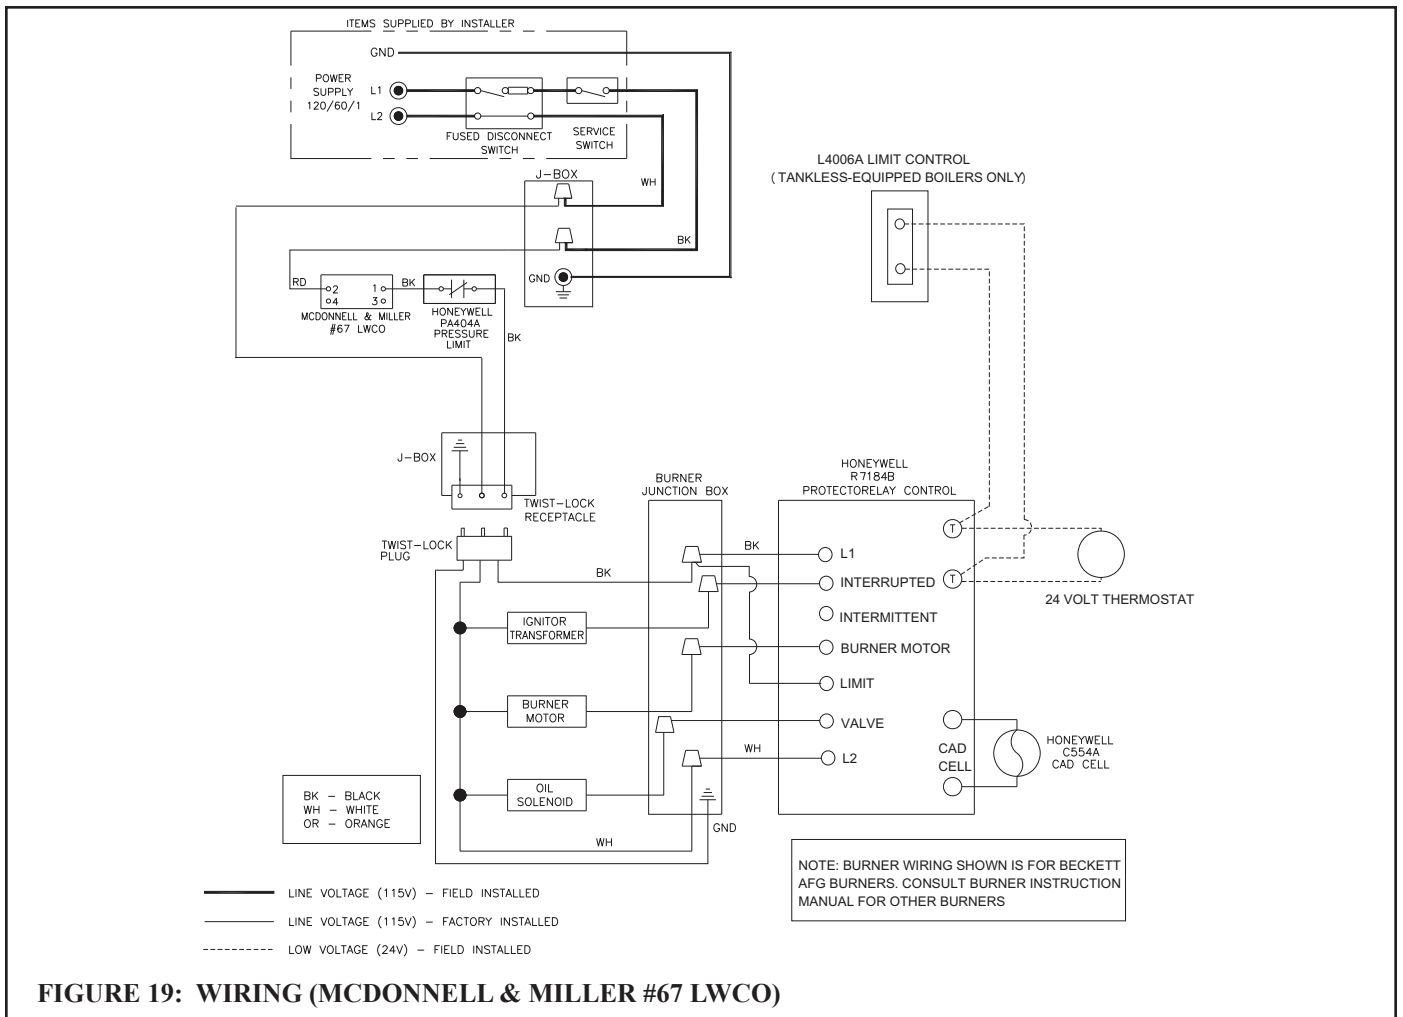 ITEMS SUPPLIED BY INSTALLER
GND
POWER
SUPPLY
120/60/1
L1
L2
FUSED DISCONNECT
SWITCH
SERVICE
SWITCH
J-BOX
WH
BK
GND
L4006A LIMIT CONTROL
( TANKLESS-EQUIPPED BOILERS ONLY)
RD
2
4
1
3
BK
MCDONNELL & MILLER
#67 LWCO
HONEYWELL
PA404A
PRESSURE
LIMIT
BK
J-BOX
TWIST-LOCK
RECEPTACLE
TWIST-LOCK
PLUG
BURNER
JUNCTION BOX
HONEYWELL
R7184B
PROTECTORELAY CONTROL
BK
BK
L1
INTERRUPTED
INTERMITTENT
BURNER MOTOR
LIMIT
VALVE
L2
T
T
24 VOLT THERMOSTAT
IGNITOR
TRANSFORMER
BURNER
MOTOR
OIL
SOLENOID
WH
WH
GND
CAD
CELL
HONEYWELL
C554A
CAD CELL
BK - BLACK
WH - WHITE
OR - ORANGE
NOTE: BURNER WIRING SHOWN IS FOR BECKETT
AFG BURNERS. CONSULT BURNER INSTRUCTION
MANUAL FOR OTHER BURNERS
LINE VOLTAGE (115V) - FIELD INSTALLED
LINE VOLTAGE (115V) - FACTORY INSTALLED
LOW VOLTAGE (24V) - FIELD INSTALLED
FIGURE 19: WIRING (MCDONNELL & MILLER #67 LWCO)